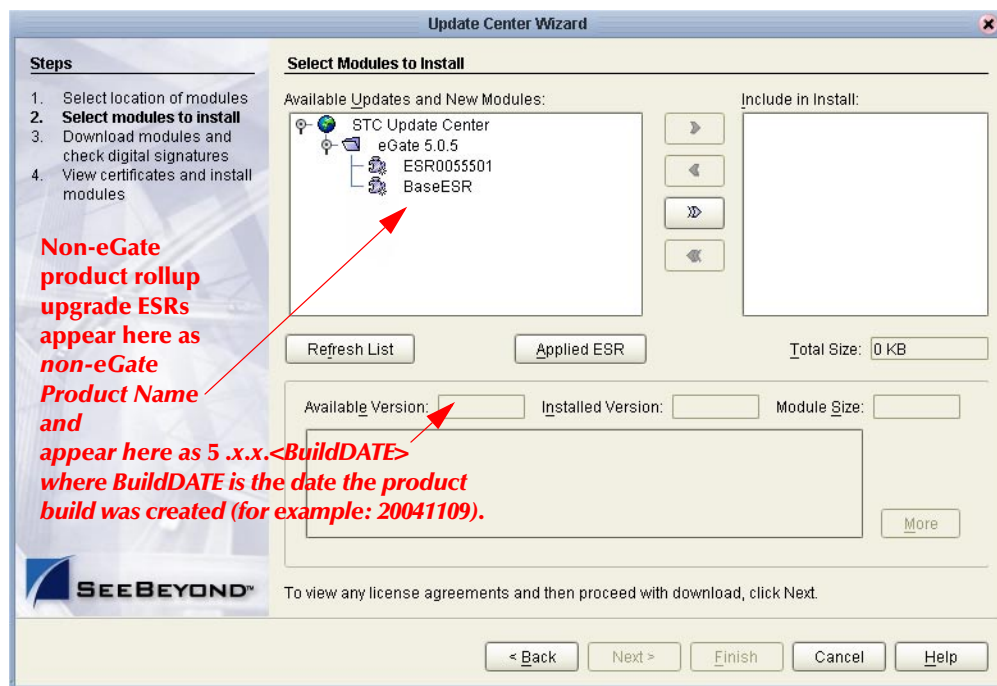 Update Center Wizard
Steps
1. Select location of modules
2. Select modules to install
3. Download modules and
check digital signatures
4. View certificates and install
modules
Non-eGate
product rollup
upgrade ESRs
appear here as
non-eGate
Product Name
and
appear here as 5 .x.x.<BuildDATE>
where BuildDATE is the date the product
build was created (for example: 20041109).
SEEBEYOND™
Select Modules to Install
Available Updates and New Modules:
Include in Install:
STC Update Center
eGate 5.0.5
ESR0055501
BaseESR
Refresh List
Applied ESR
Total Size: 0 KB
Available Version:
Installed Version:
Module Size:
More
To view any license agreements and then proceed with download, click Next.
< Back
Next >
Finish
Cancel
Help